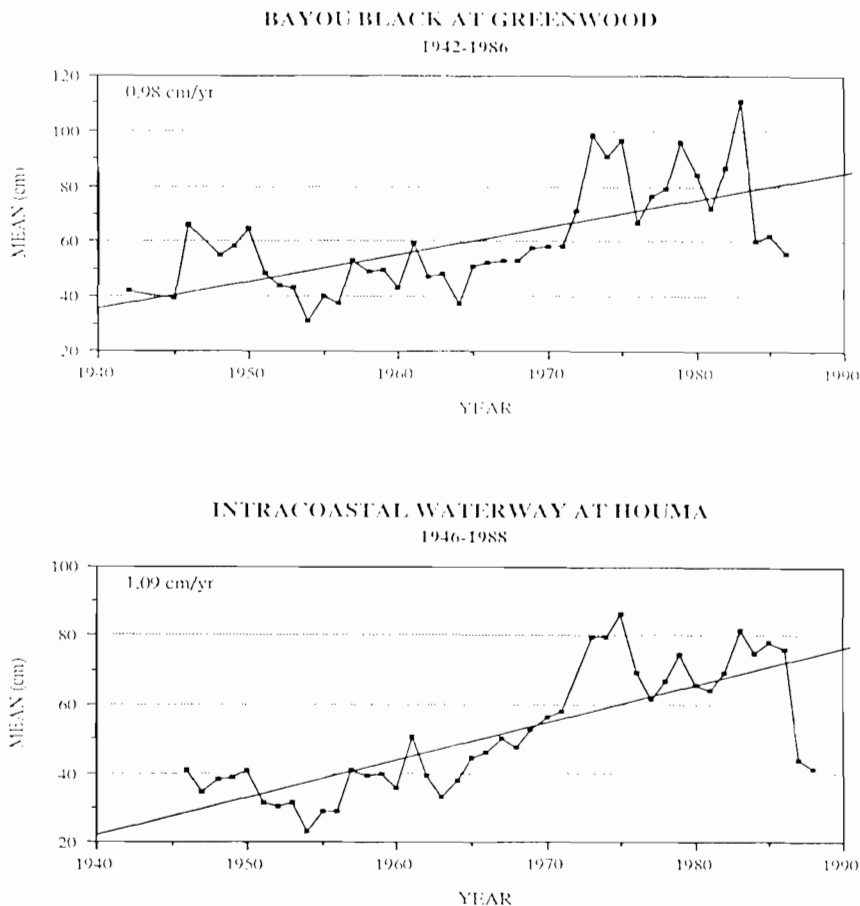 BAYOU BLACK AT GREENWOOD
1942-1986
0.98 cm/yr
MEAN (cm)
120
100
80
60
40
20
1940 1950 1960 1970 1980 1990
YEAR
INTRACOASTAL WATERWAY AT HOUMA
1946-1988
1.09 cm/yr
MEAN (cm)
100
80
60
40
20
1940 1950 1960 1970 1980 1990
YEAR